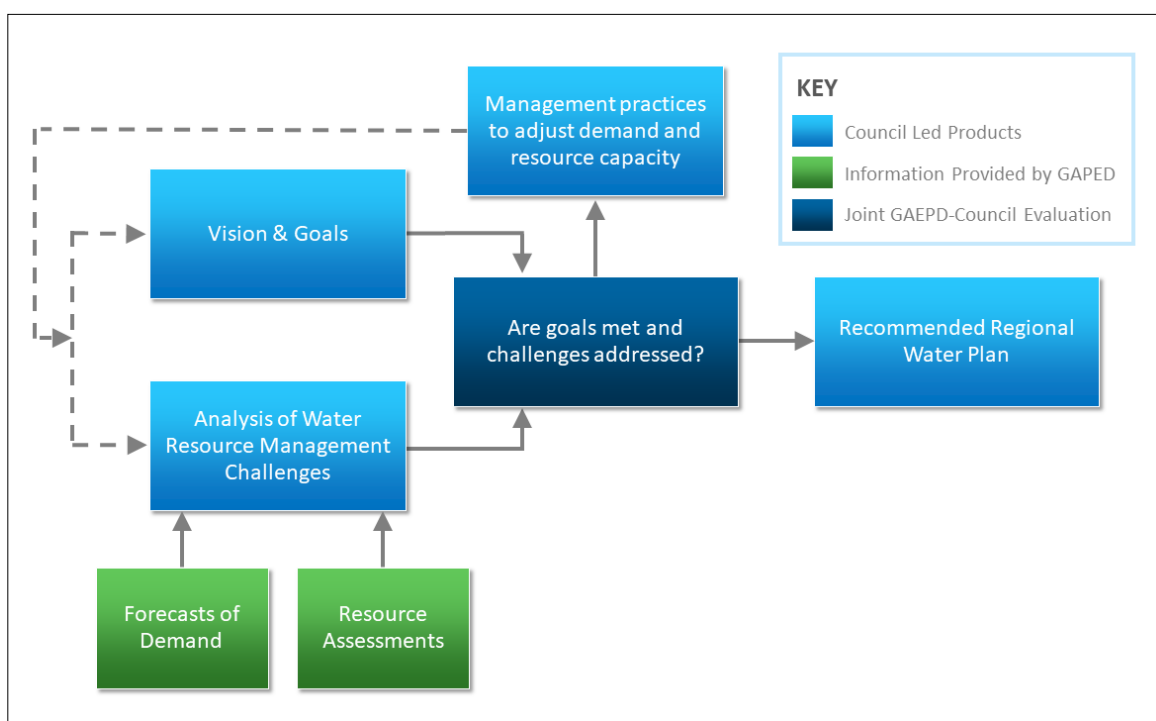 Management practices
to adjust demand and
resource capacity
KEY
Council Led Products
Information Provided by GAPED
Joint GAEPD-Council Evaluation
Vision & Goals
Are goals met and
challenges addressed?
Recommended Regional
Water Plan
Analysis of Water
Resource Management
Challenges
Forecasts of
Demand
Resource
Assessments